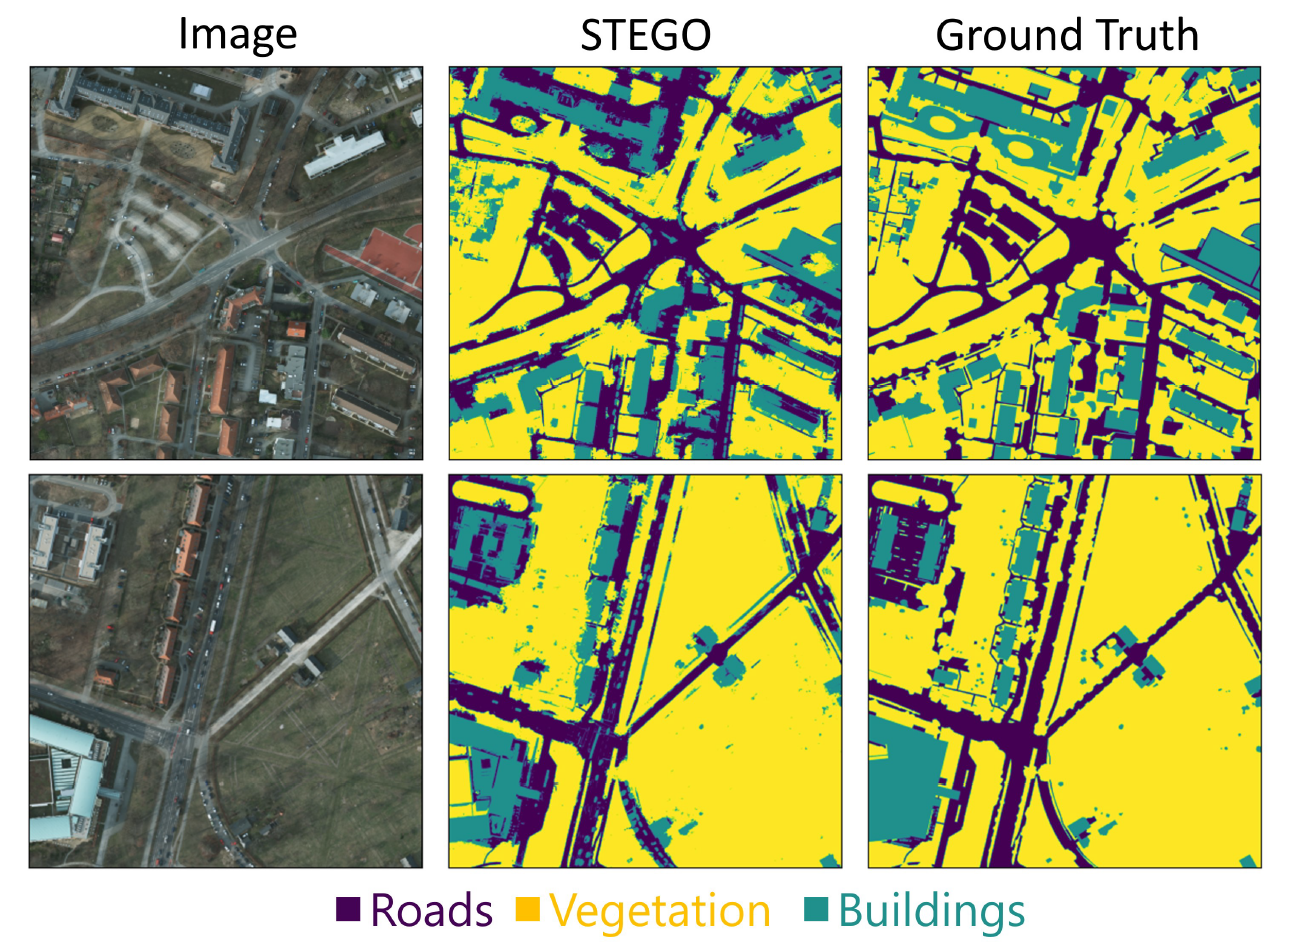 Image STEGO Ground Truth
Roads Vegetation Buildings